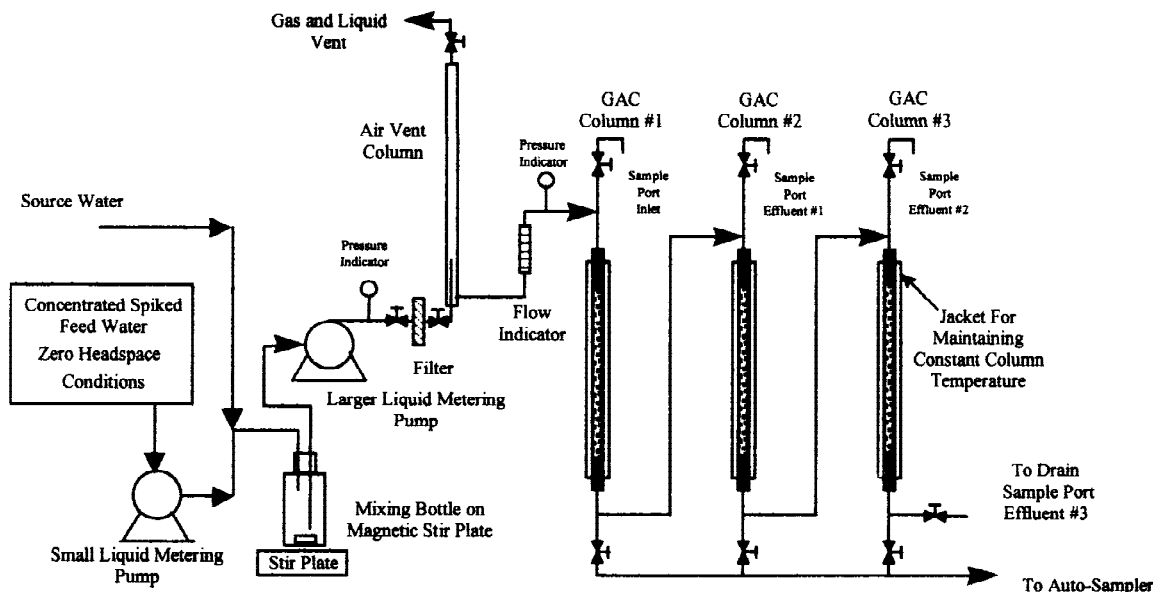 Gas and Liquid
Vent
Air Vent
Column
Source Water
Concentrated Spiked
Feed Water
Zero Headspace
Conditions
Small Liquid Metering
Pump
Stir Plate
Mixing Bottle on
Magnetic Stir Plate
Larger Liquid Metering
Pump
Pressure
Indicator
Filter
Flow
Indicator
Pressure
Indicator
GAC
Column #1
Sample
Port
Inlet
GAC
Column #2
Sample
Port
Effluent #1
GAC
Column #3
Sample
Port
Effluent #2
Jacket For
Maintaining
Constant Column
Temperature
To Drain
Sample Port
Effluent #3
To Auto-Sampler